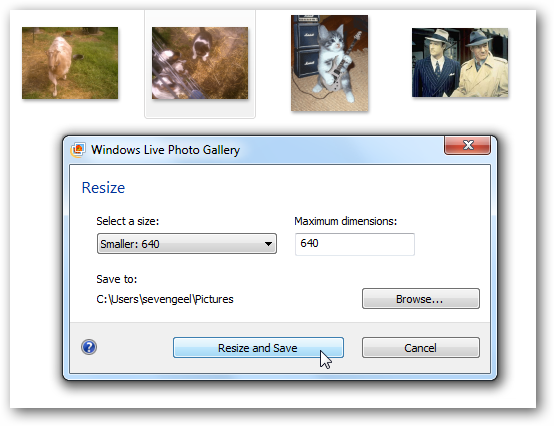 Windows Live Photo Gallery
Resize
Select a size:
Maximum dimensions:
Smaller: 640
640
Save to:
C:\Users\sevengeel\Pictures
Browse...
Resize and Save
Cancel